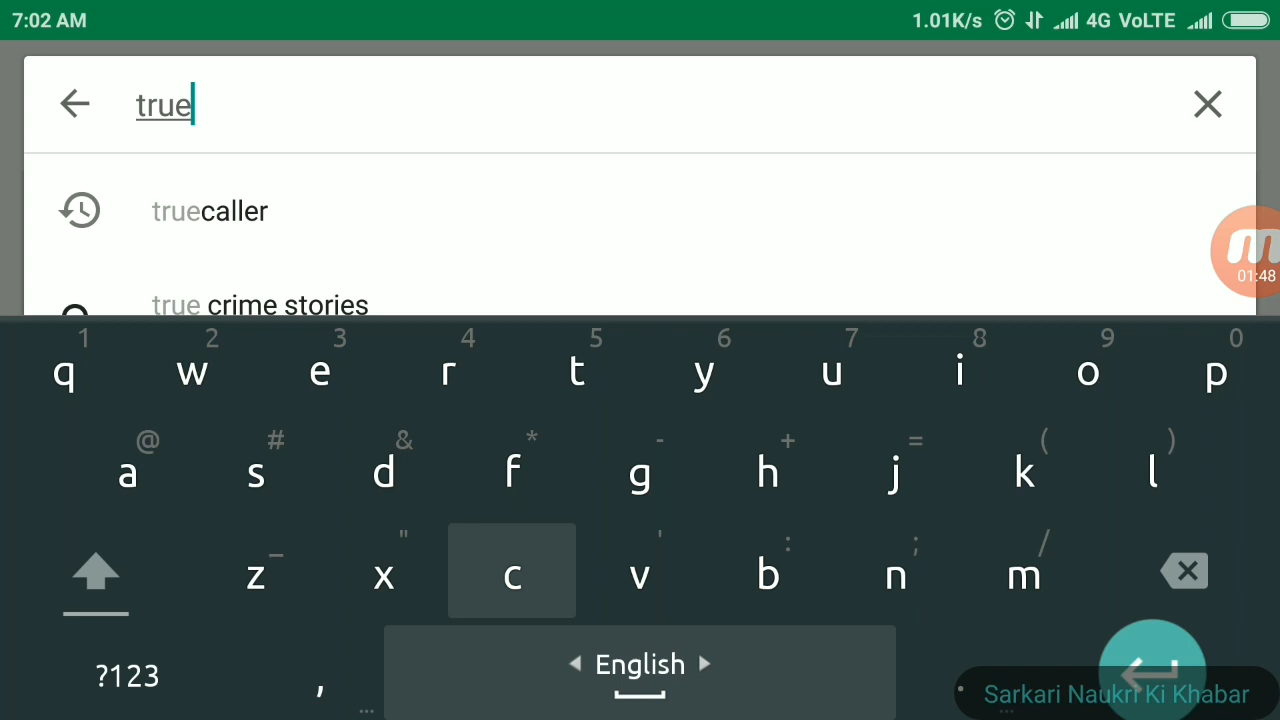 7:02 AM 1.01K/s 4G VoLTE
true
truecaller
01:48
true crime stories
1 2 3 4 5 6 7 8 9 0
q w e r t y u i o p
@ # & * - + = ( )
a s d f g h j k l
_ " ' : ; /
z x c v b n m
?123 , English
Sarkari Naukri Ki Khabar